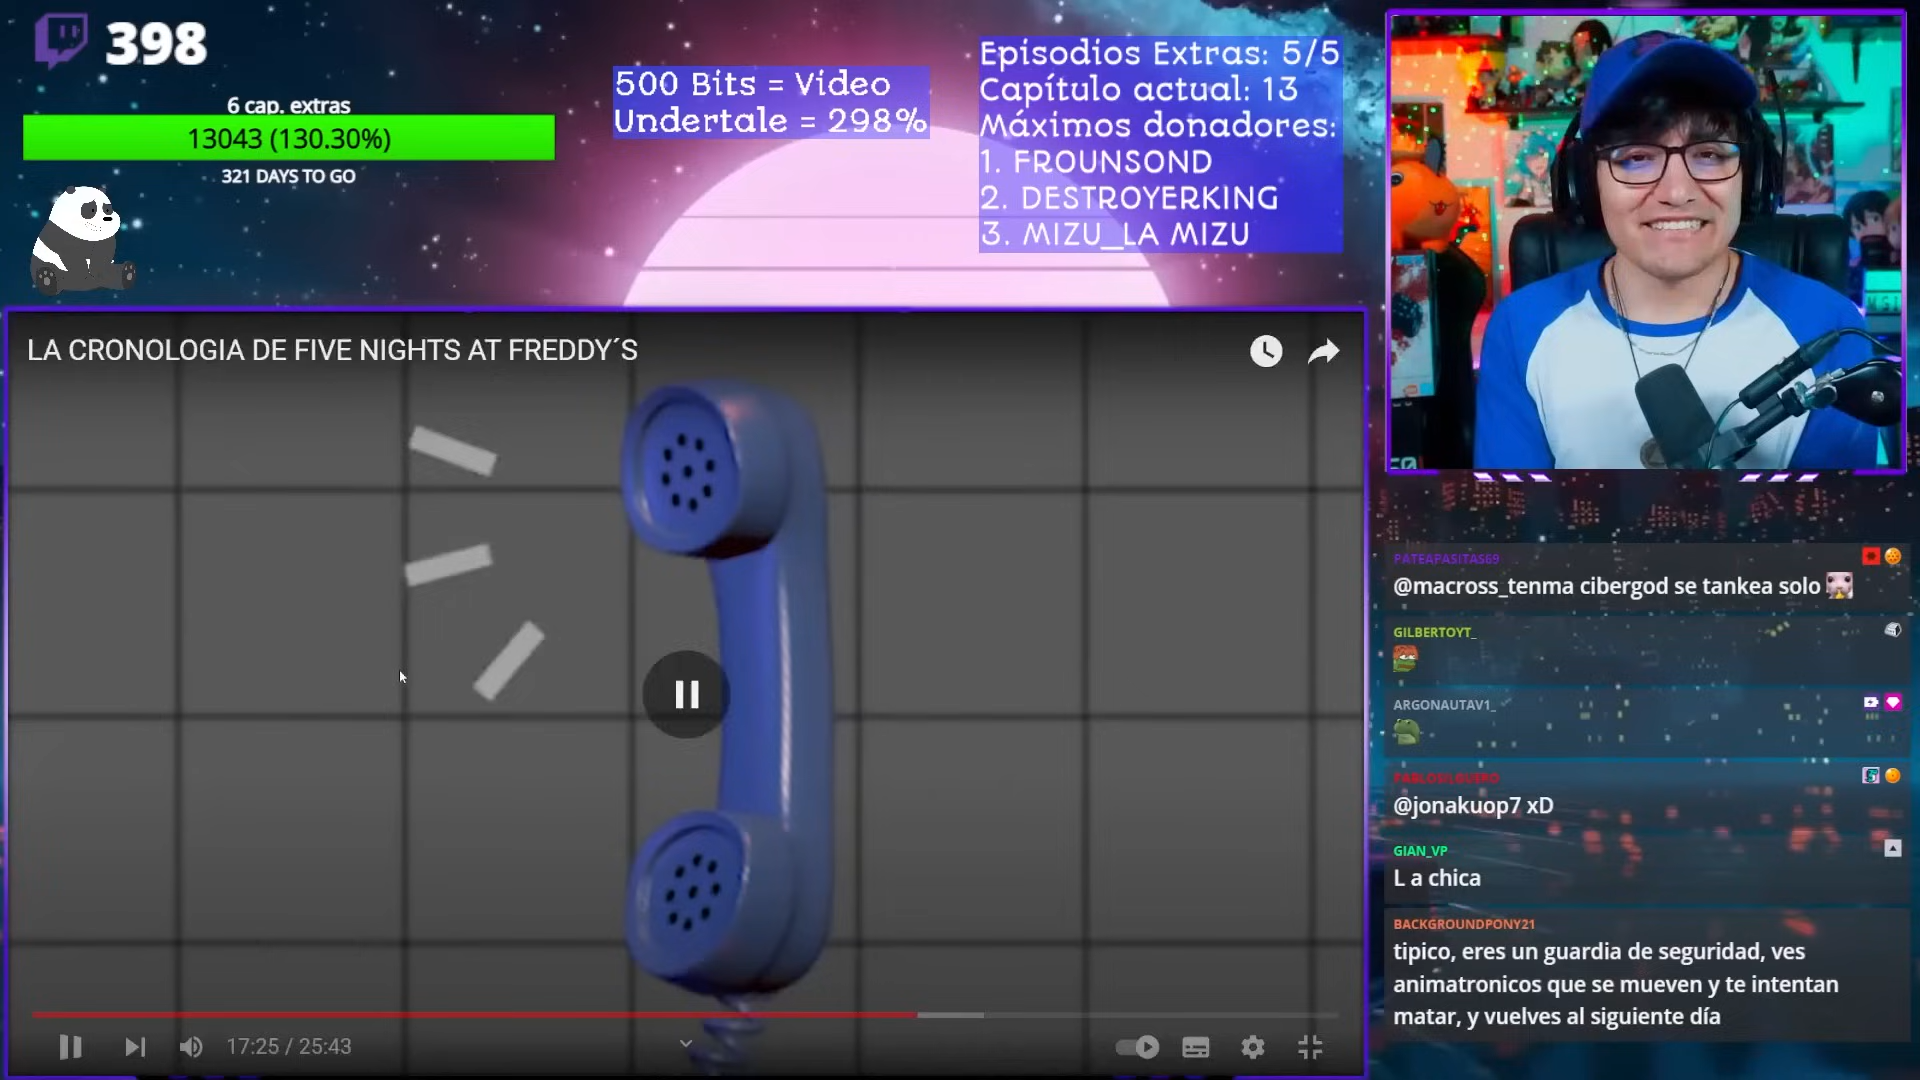 398
6 cap. extras
13043 (130.30%)
321 DAYS TO GO
500 Bits = Video
Undertale = 298%
Episodios Extras: 5/5
Capítulo actual: 13
Máximos donadores:
1. FROUNSOND
2. DESTROYERKING
3. MIZU_LA MIZU
LA CRONOLOGIA DE FIVE NIGHTS AT FREDDY´S
17:25 / 25:43
PATEAPASITAS69
@macross_tenma cibergod se tankea solo
GILBERTOYT_
ARGONAUTAV1_
@jonakuop7 xD
GIAN_VP
L a chica
BACKGROUNDPONY21
tipico, eres un guardia de seguridad, ves
animatronicos que se mueven y te intentan
matar, y vuelves al siguiente día